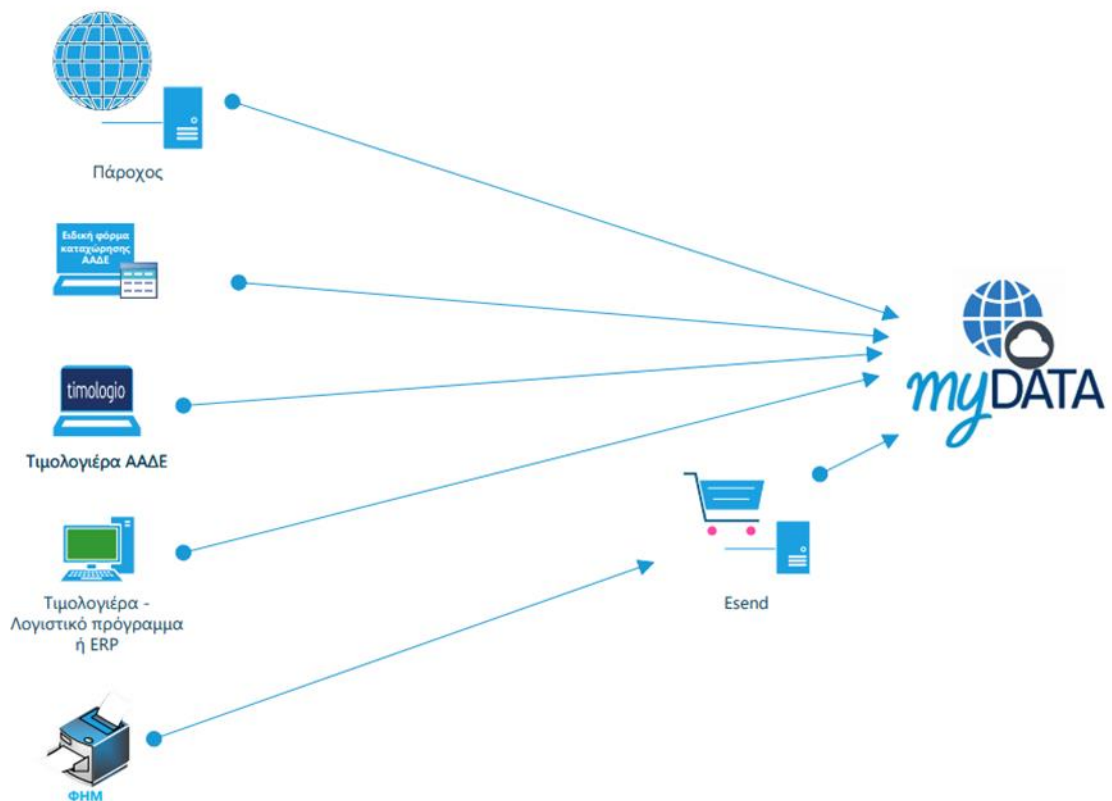 Πάροχος
Ειδική φόρμα
καταχώρησης
ΑΑΔΕ
timologio
Τιμολογιέρα ΑΑΔΕ
Τιμολογιέρα -
Λογιστικό πρόγραμμα
ή ERP
ΦΗΜ
Esend
myDATA